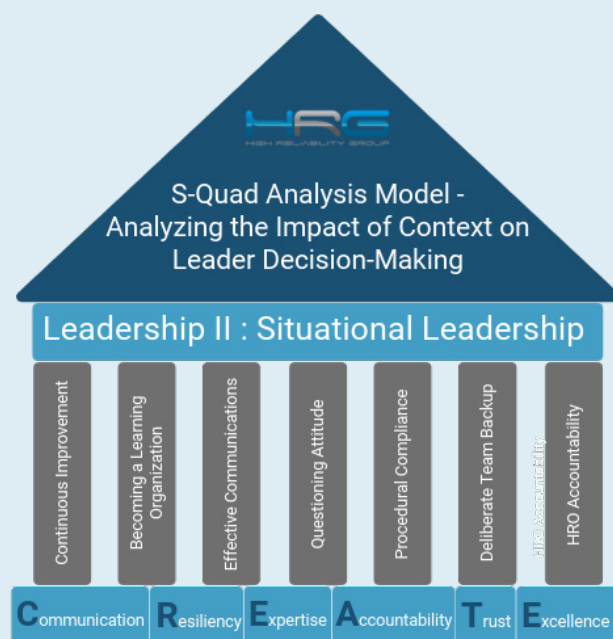 HRG
HIGH RELIABILITY GROUP
S-Quad Analysis Model -
Analyzing the Impact of Context on
Leader Decision-Making
Leadership II : Situational Leadership
Continuous Improvement
Becoming a Learning
Organization
Effective Communications
Questioning Attitude
Procedural Compliance
Deliberate Team Backup
HRO Accountability
HRO Accountability
Communication Resiliency Expertise Accountability Trust Excellence